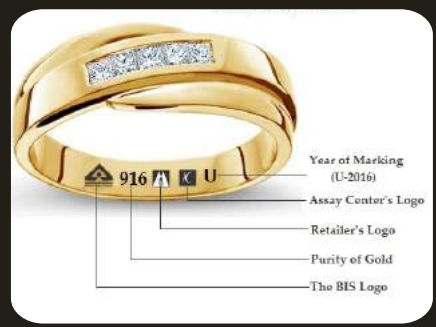 916 U
Year of Marking
(U-2016)
Assay Center's Logo
Retailer's Logo
Purity of Gold
The BIS Logo